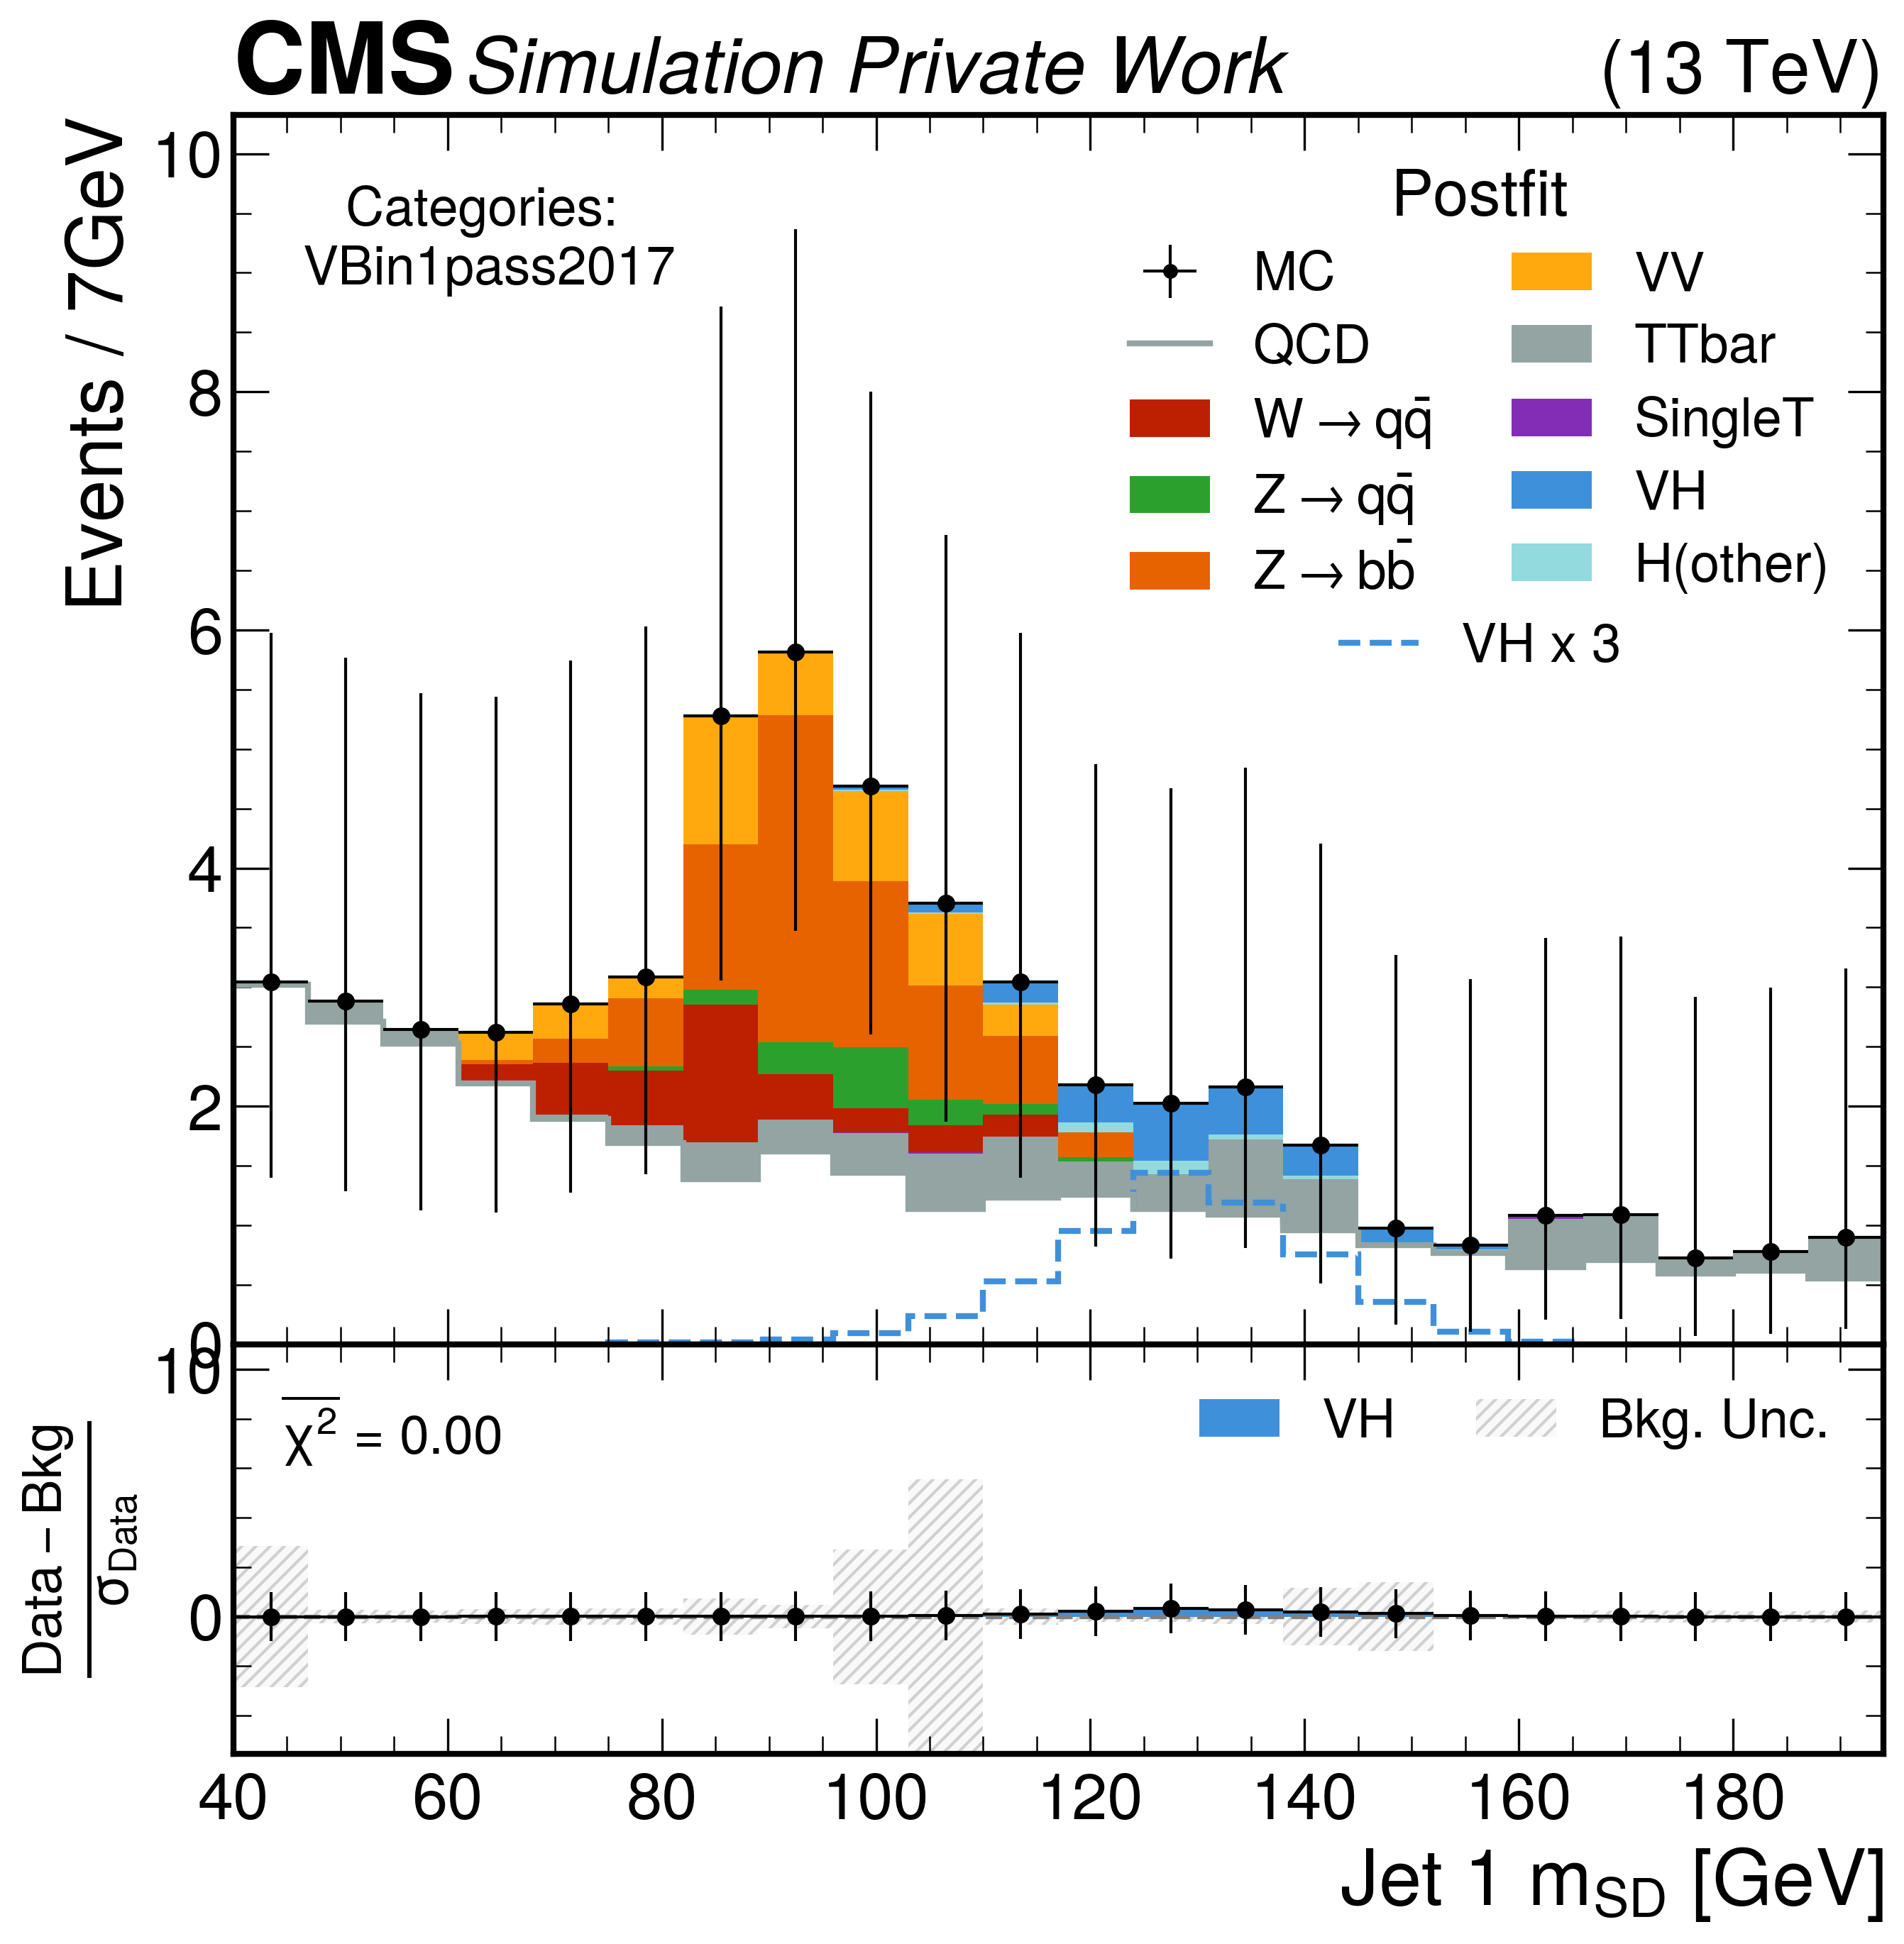 CMS Simulation Private Work (13 TeV)
Events / 7GeV
10
8
6
4
2
0
Categories:
VBin1pass2017
Postfit
MC
QCD
W → qq̄
Z → qq̄
Z → bb̄
VV
TTbar
SingleT
VH
H(other)
VH x 3
10
0
Data − Bkg
σData
χ² = 0.00
VH
Bkg. Unc.
40 60 80 100 120 140 160 180
Jet 1 mSD [GeV]